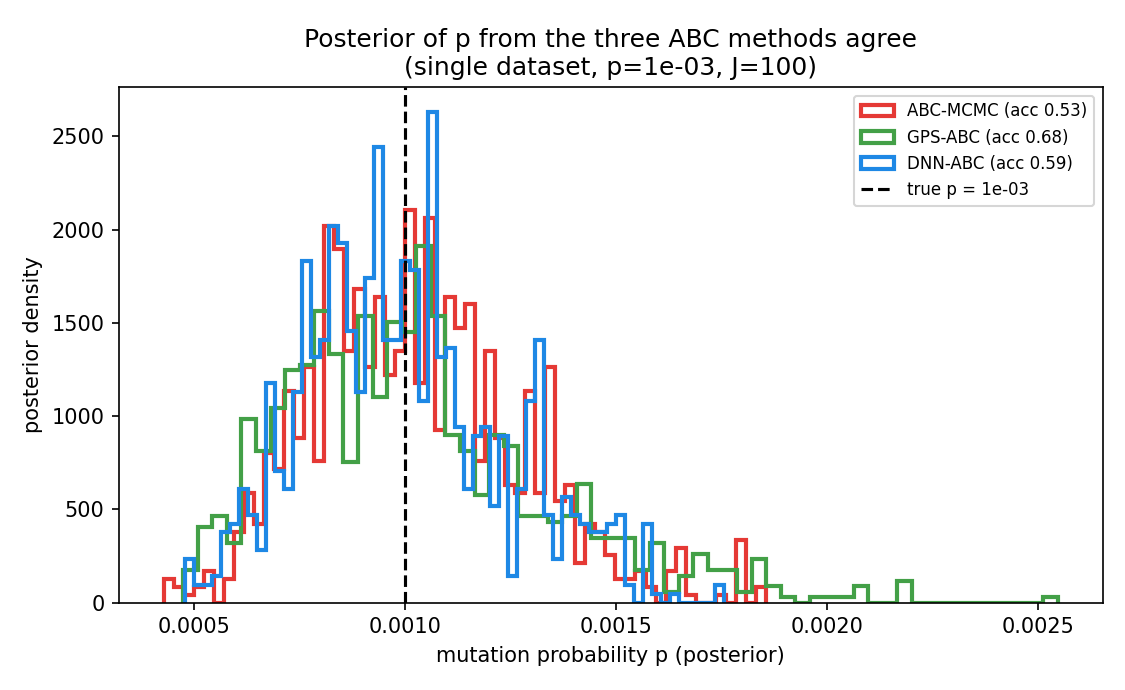 Posterior of p from the three ABC methods agree
(single dataset, p=1e-03, J=100)
posterior density
2500
2000
1500
1000
500
0
ABC-MCMC (acc 0.53)
GPS-ABC (acc 0.68)
DNN-ABC (acc 0.59)
true p = 1e-03
0.0005
0.0010
0.0015
0.0020
0.0025
mutation probability p (posterior)